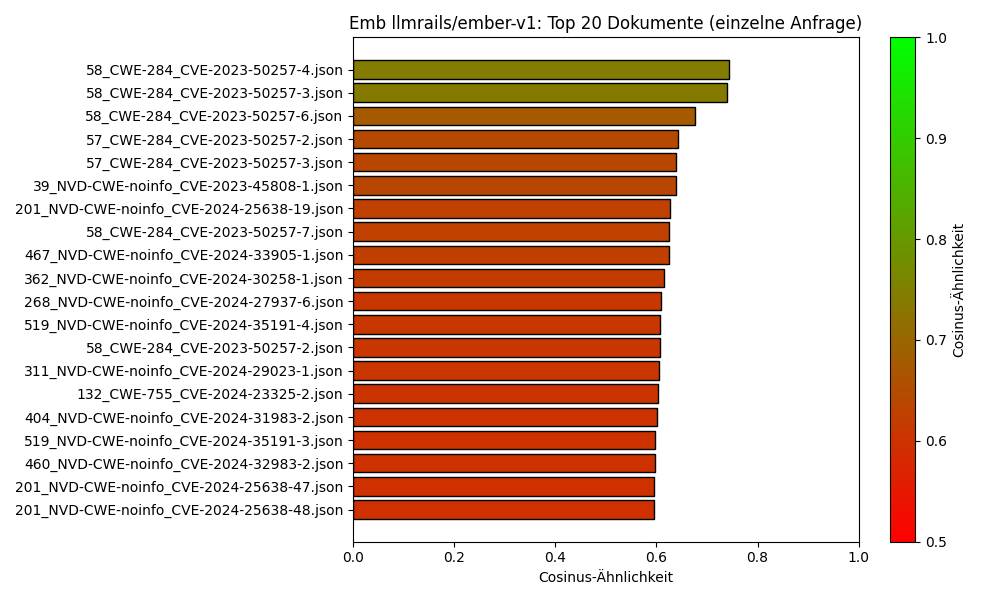 Emb llmrails/ember-v1: Top 20 Dokumente (einzelne Anfrage)
58_CWE-284_CVE-2023-50257-4.json
58_CWE-284_CVE-2023-50257-3.json
58_CWE-284_CVE-2023-50257-6.json
57_CWE-284_CVE-2023-50257-2.json
57_CWE-284_CVE-2023-50257-3.json
39_NVD-CWE-noinfo_CVE-2023-45808-1.json
201_NVD-CWE-noinfo_CVE-2024-25638-19.json
58_CWE-284_CVE-2023-50257-7.json
467_NVD-CWE-noinfo_CVE-2024-33905-1.json
362_NVD-CWE-noinfo_CVE-2024-30258-1.json
268_NVD-CWE-noinfo_CVE-2024-27937-6.json
519_NVD-CWE-noinfo_CVE-2024-35191-4.json
58_CWE-284_CVE-2023-50257-2.json
311_NVD-CWE-noinfo_CVE-2024-29023-1.json
132_CWE-755_CVE-2024-23325-2.json
404_NVD-CWE-noinfo_CVE-2024-31983-2.json
519_NVD-CWE-noinfo_CVE-2024-35191-3.json
460_NVD-CWE-noinfo_CVE-2024-32983-2.json
201_NVD-CWE-noinfo_CVE-2024-25638-47.json
201_NVD-CWE-noinfo_CVE-2024-25638-48.json
0.0 0.2 0.4 0.6 0.8 1.0
Cosinus-Ähnlichkeit
1.0
0.9
0.8
0.7
0.6
0.5
Cosinus-Ähnlichkeit